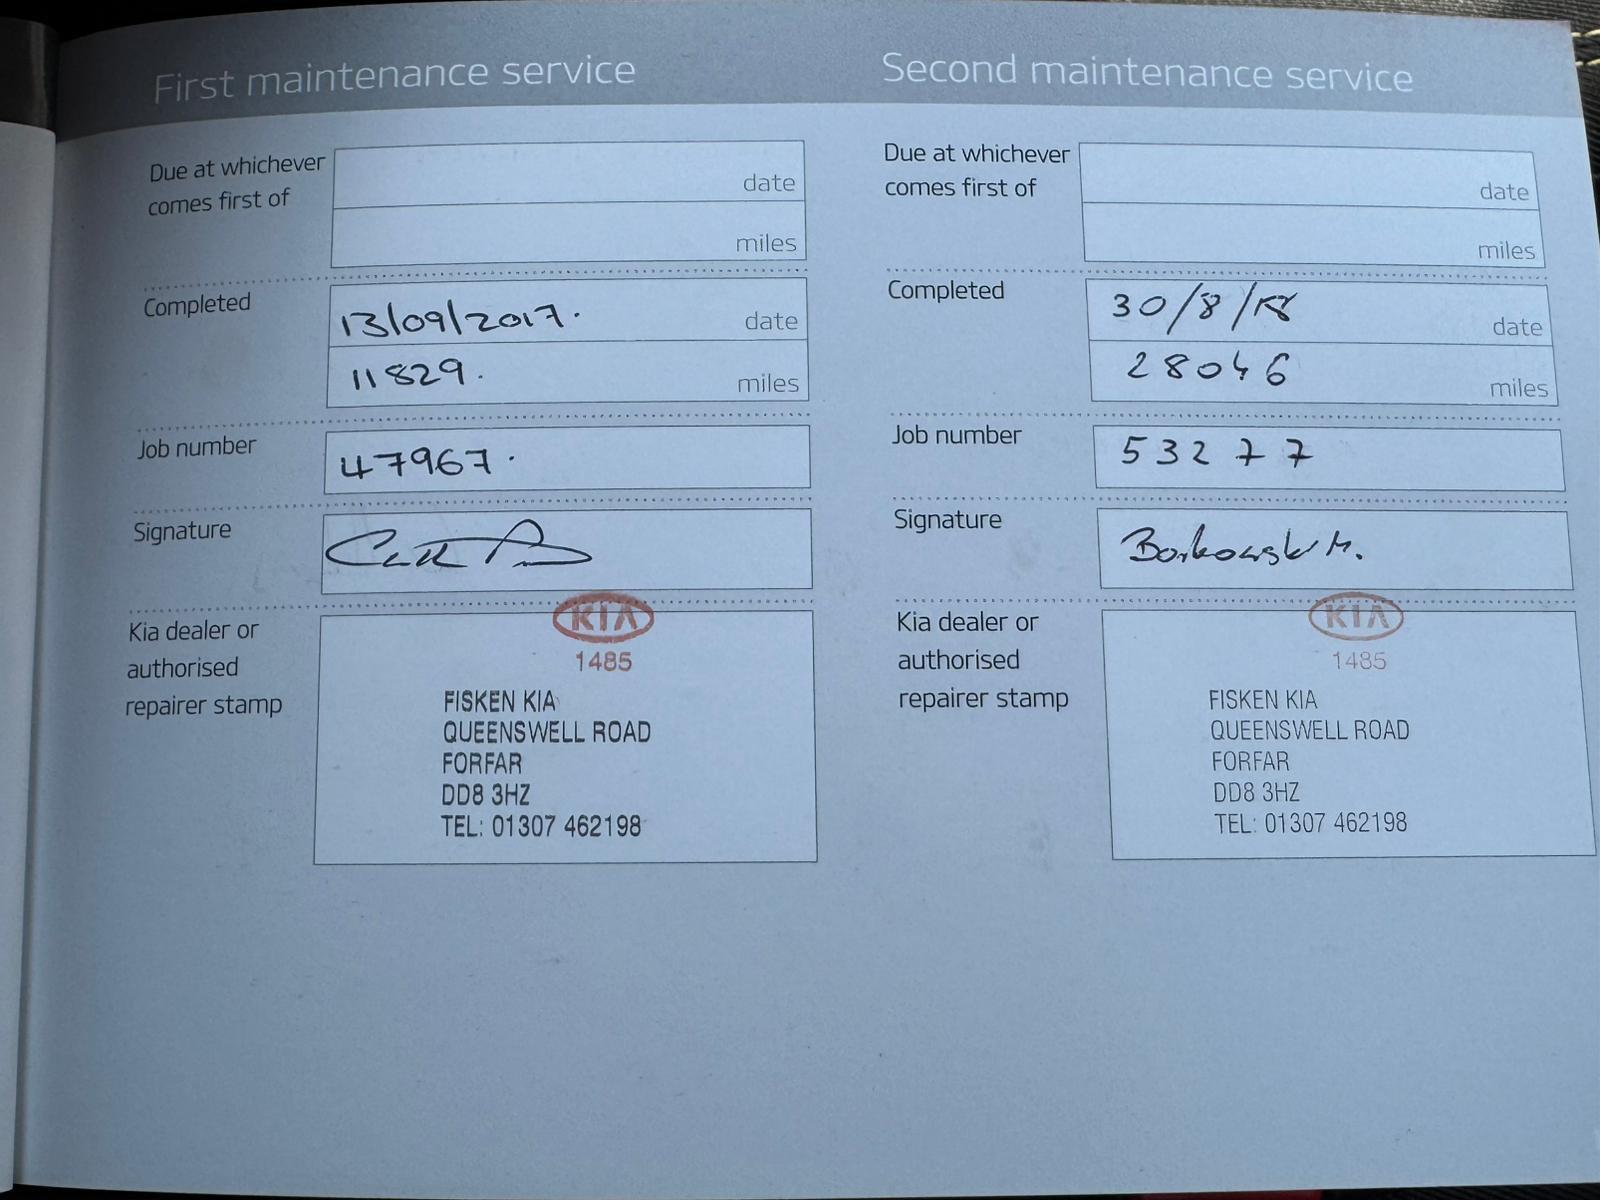 First maintenance service
Due at whichever
comes first of
date
miles
Completed
13/09/2017.
date
11829.
miles
Job number
47967.
Signature
Kia dealer or
authorised
repairer stamp
KIA
1485
FISKEN KIA
QUEENSWELL ROAD
FORFAR
DD8 3HZ
TEL: 01307 462198
Second maintenance service
Due at whichever
comes first of
date
miles
Completed
30/8/18
date
28046
miles
Job number
53277
Signature
Borkowski M.
Kia dealer or
authorised
repairer stamp
KIA
1485
FISKEN KIA
QUEENSWELL ROAD
FORFAR
DD8 3HZ
TEL: 01307 462198